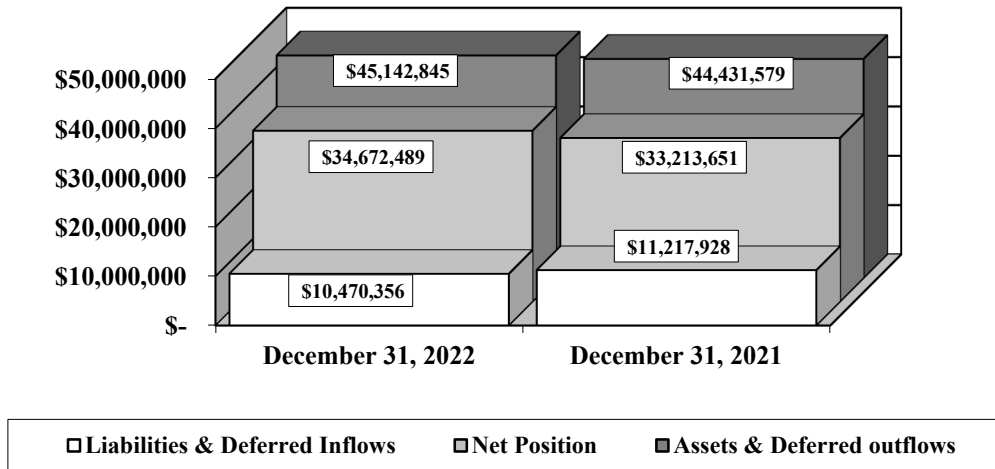 $50,000,000
$40,000,000
$30,000,000
$20,000,000
$10,000,000
$-
$45,142,845
$44,431,579
$34,672,489
$33,213,651
$11,217,928
$10,470,356
December 31, 2022
December 31, 2021
Liabilities & Deferred Inflows
Net Position
Assets & Deferred outflows